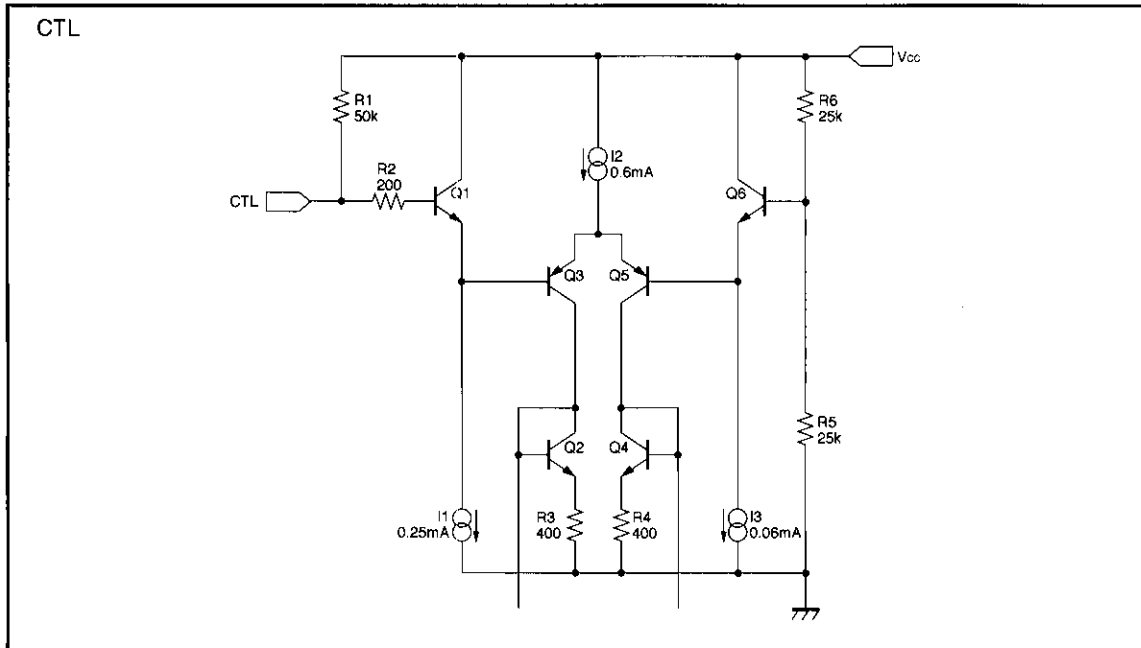 CTL
Vcc
R1
50k
R6
25k
I2
0.6mA
R2
200
CTL
Q1
Q6
Q3
Q5
R5
25k
Q2
Q4
I1
0.25mA
R3
400
R4
400
I3
0.06mA